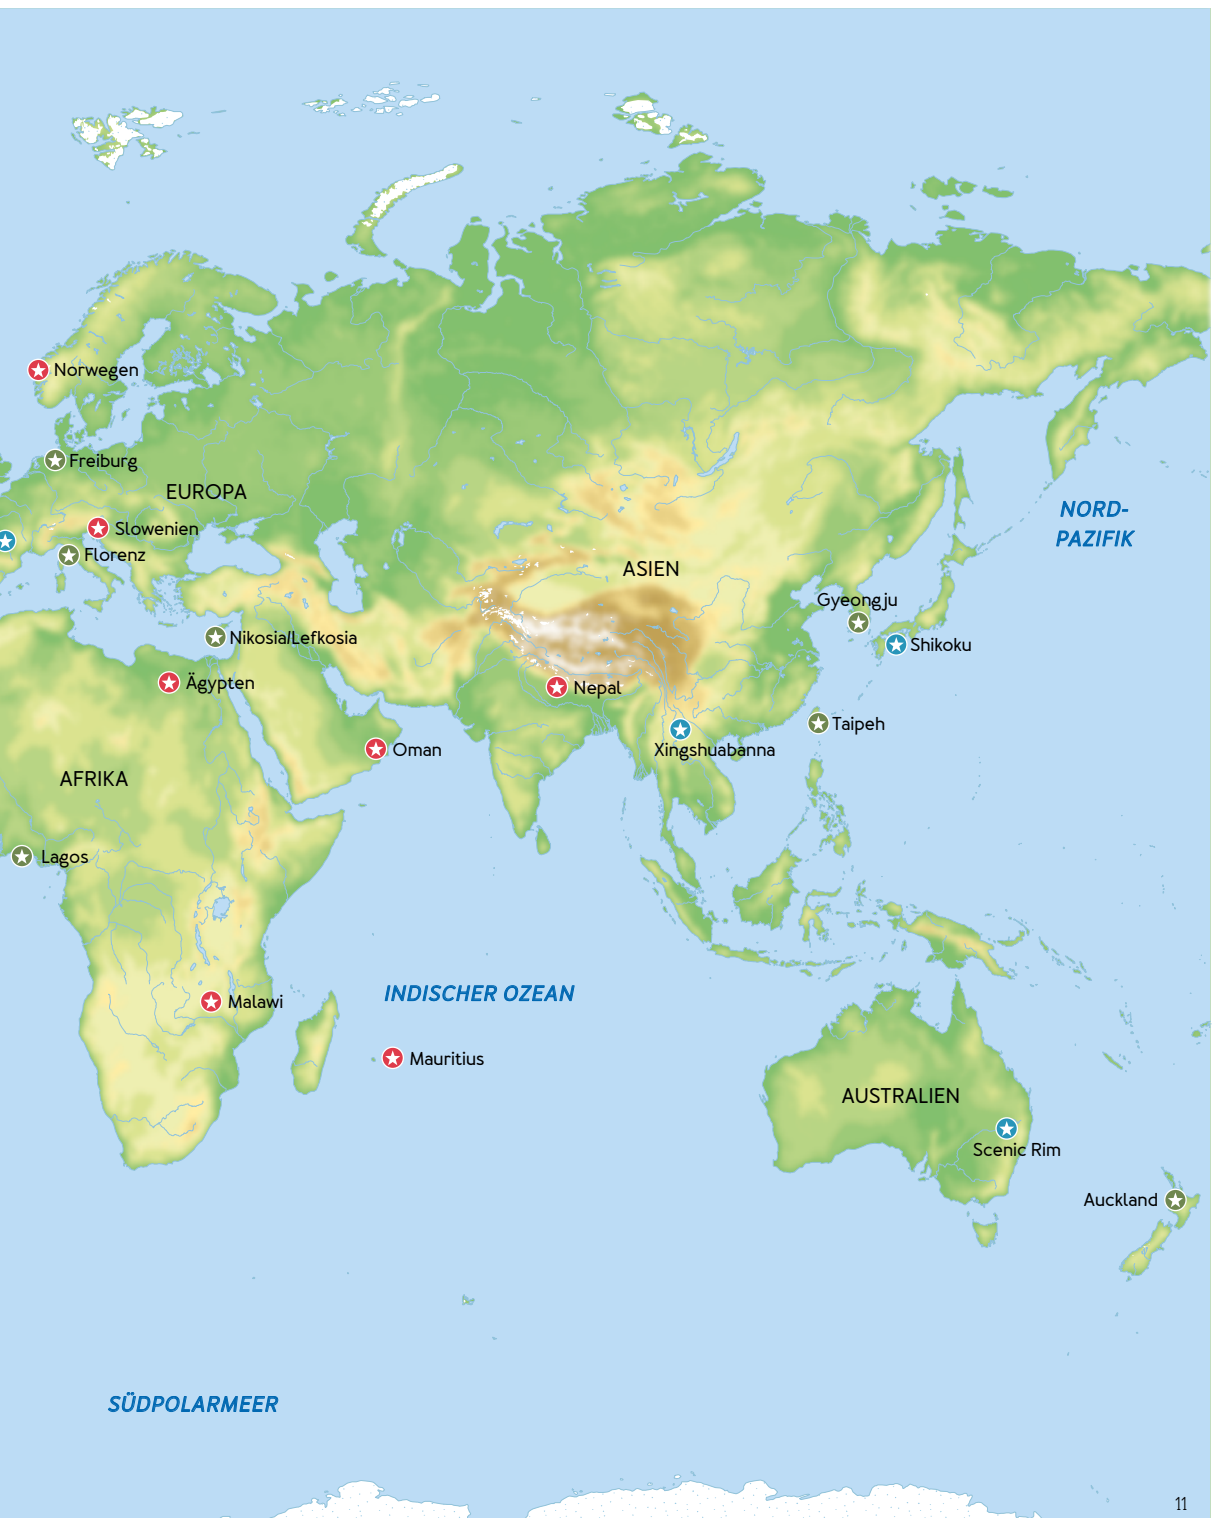 Norwegen
Freiburg
EUROPA
NORD-
PAZIFIK
Slowenien
Florenz
ASIEN
Gyeongju
Nikosia/Lefkosia
Shikoku
Ägypten
Nepal
Taipeh
Oman
Xingshuabanna
AFRIKA
Lagos
INDISCHER OZEAN
Malawi
Mauritius
AUSTRALIEN
Scenic Rim
Auckland
SÜDPOLARMEER
11